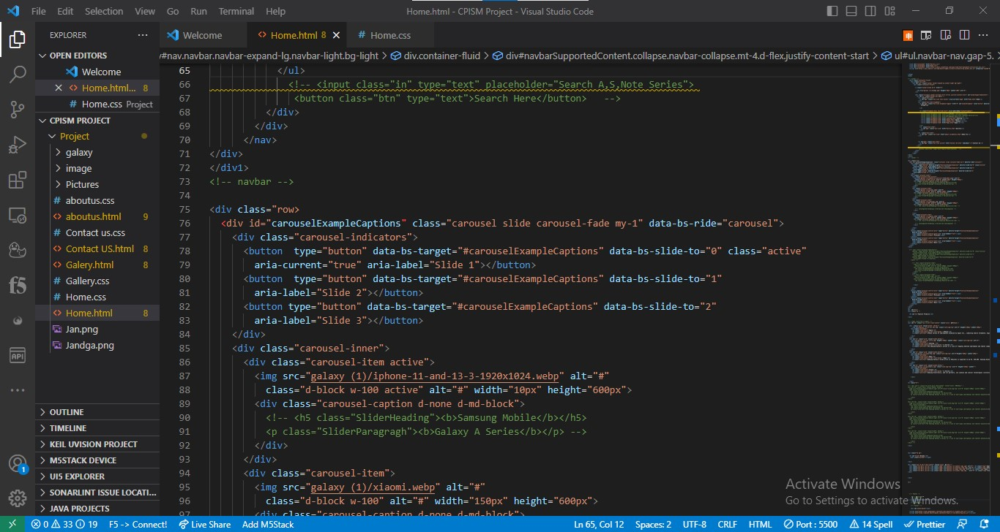 File Edit Selection View Go Run Terminal Help Home.html - CPISM Project - Visual Studio Code
EXPLORER
Welcome
Home.html 8
Home.css
OPEN EDITORS
Welcome
Home.html... 8
Home.css Project
CPISM PROJECT
Project
galaxy
image
Pictures
aboutus.css
aboutus.html 9
Contact us.css
Contact US.html 8
Galery.html 8
Gallery.css
Home.css
Home.html 8
Jan.png
Jandga.png
OUTLINE
TIMELINE
KEIL UVISION PROJECT
M5STACK DEVICE
UI5 EXPLORER
SONARLINT ISSUE LOCATI...
JAVA PROJECTS
f5
API
1
v#nav.navbar.navbar-expand-lg.navbar-light.bg-light > div.container-fluid > div#navbarSupportedContent.collapse.navbar-collapse.mt-4.d-flex.justify-content-start > ul#ul.navbar-nav.gap-5.
65 </ul>
66 <!-- <input class="in" type="text" placeholder="Search A,S,Note Series">
67 <button class="btn" type="text">Search Here</button>  -->
68 </div>
69 </div>
70 </nav>
71 </div>
72 </div1>
73 <!-- navbar -->
74
75 <div class="row>
76 <div id="carouselExampleCaptions" class="carousel slide carousel-fade my-1" data-bs-ride="carousel">
77 <div class="carousel-indicators">
78 <button  type="button" data-bs-target="#carouselExampleCaptions" data-bs-slide-to="0" class="active"
79 aria-current="true" aria-label="Slide 1"></button>
80 <button  type="button" data-bs-target="#carouselExampleCaptions" data-bs-slide-to="1"
81 aria-label="Slide 2"></button>
82 <button type="button" data-bs-target="#carouselExampleCaptions" data-bs-slide-to="2"
83 aria-label="Slide 3"></button>
84 </div>
85 <div class="carousel-inner">
86 <div class="carousel-item active">
87 <img src="galaxy (1)/iphone-11-and-13-3-1920x1024.webp" alt="#"
88 class="d-block w-100 active" alt="#" width="10px" height="600px">
89 <div class="carousel-caption d-none d-md-block">
90 <!-- <h5 class="SliderHeading"><b>Samsung Mobile</b></h5>
91 <p class="SliderParagragh"><b>Galaxy A Series</b></p> -->
92 </div>
93 </div>
94 <div class="carousel-item">
95 <img src="galaxy (1)/xiaomi.webp" alt="#"
96 class="d-block w-100" alt="#" width="150px" height="600px">
97 <div class="carousel-caption d-none d-md-block">
Activate Windows
Go to Settings to activate Windows.
0 33 19 F5 -> Connect! Live Share Add M5Stack Ln 65, Col 12 Spaces: 2 UTF-8 CRLF HTML Port : 5500 14 Spell Prettier